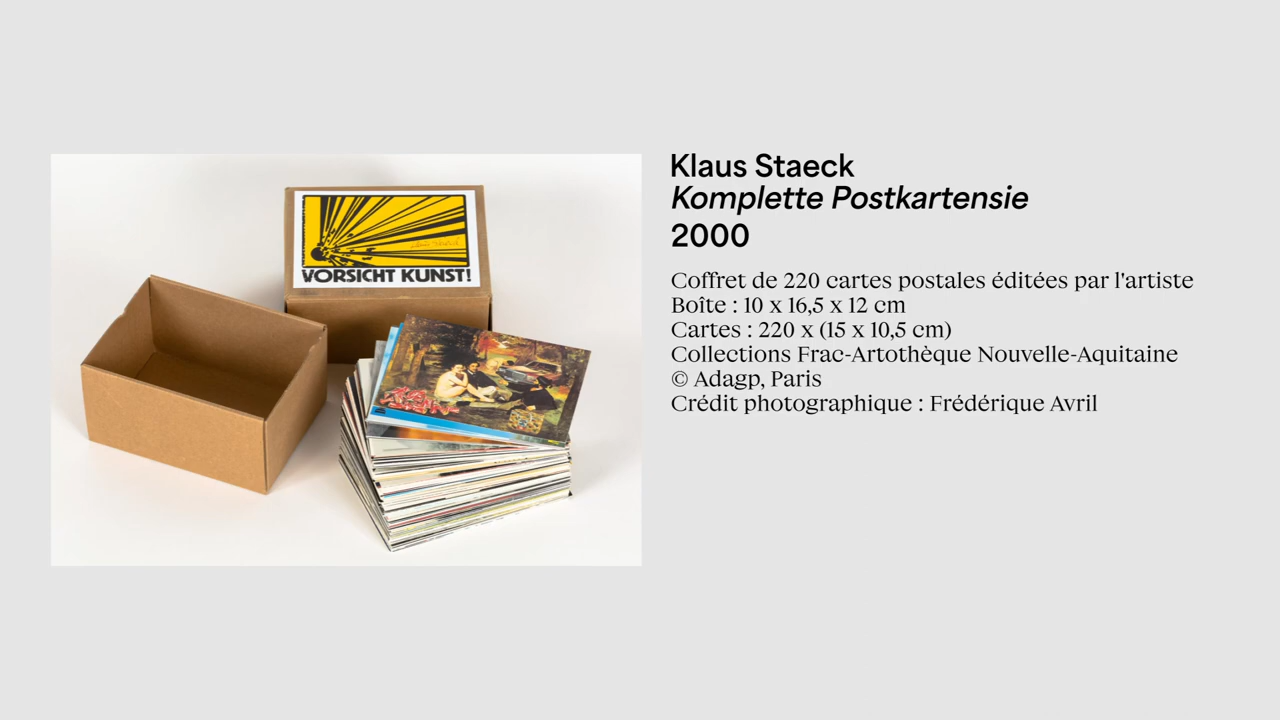 VORSICHT KUNST!
Klaus Staeck
Komplette Postkartensie
2000
Coffret de 220 cartes postales éditées par l'artiste
Boîte : 10 x 16,5 x 12 cm
Cartes : 220 x (15 x 10,5 cm)
Collections Frac-Artothèque Nouvelle-Aquitaine
© Adagp, Paris
Crédit photographique : Frédérique Avril